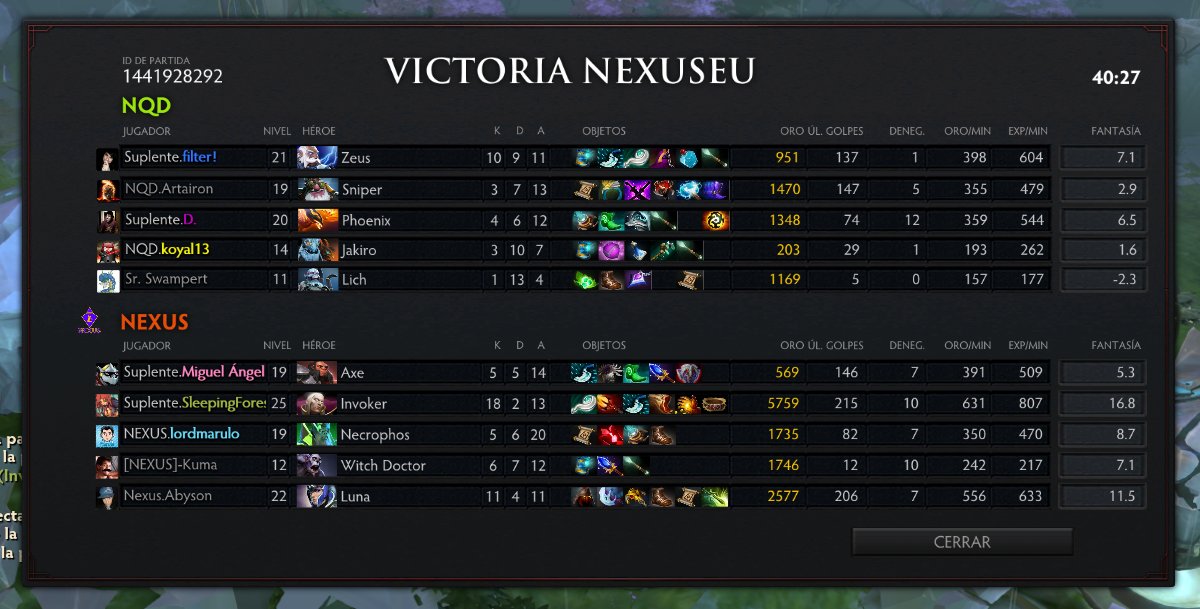 ID DE PARTIDA
1441928292
VICTORIA NEXUSEU
40:27
NQD
JUGADOR NIVEL HÉROE K D A OBJETOS ORO ÚL. GOLPES DENEG. ORO/MIN EXP/MIN FANTASÍA
Suplente.filter! 21 Zeus 10 9 11 951 137 1 398 604 7.1
NQD.Artairon 19 Sniper 3 7 13 1470 147 5 355 479 2.9
Suplente.D. 20 Phoenix 4 6 12 1348 74 12 359 544 6.5
NQD.koyal13 14 Jakiro 3 10 7 203 29 1 193 262 1.6
Sr. Swampert 11 Lich 1 13 4 1169 5 0 157 177 -2.3
NEXUS
JUGADOR NIVEL HÉROE K D A OBJETOS ORO ÚL. GOLPES DENEG. ORO/MIN EXP/MIN FANTASÍA
Suplente.Miguel Ángel 19 Axe 5 5 14 569 146 7 391 509 5.3
Suplente.SleepingFores 25 Invoker 18 2 13 5759 215 10 631 807 16.8
NEXUS.lordmarulo 19 Necrophos 5 6 20 1735 82 7 350 470 8.7
[NEXUS]-Kuma 12 Witch Doctor 6 7 12 1746 12 10 242 217 7.1
Nexus.Abyson 22 Luna 11 4 11 2577 206 7 556 633 11.5
CERRAR